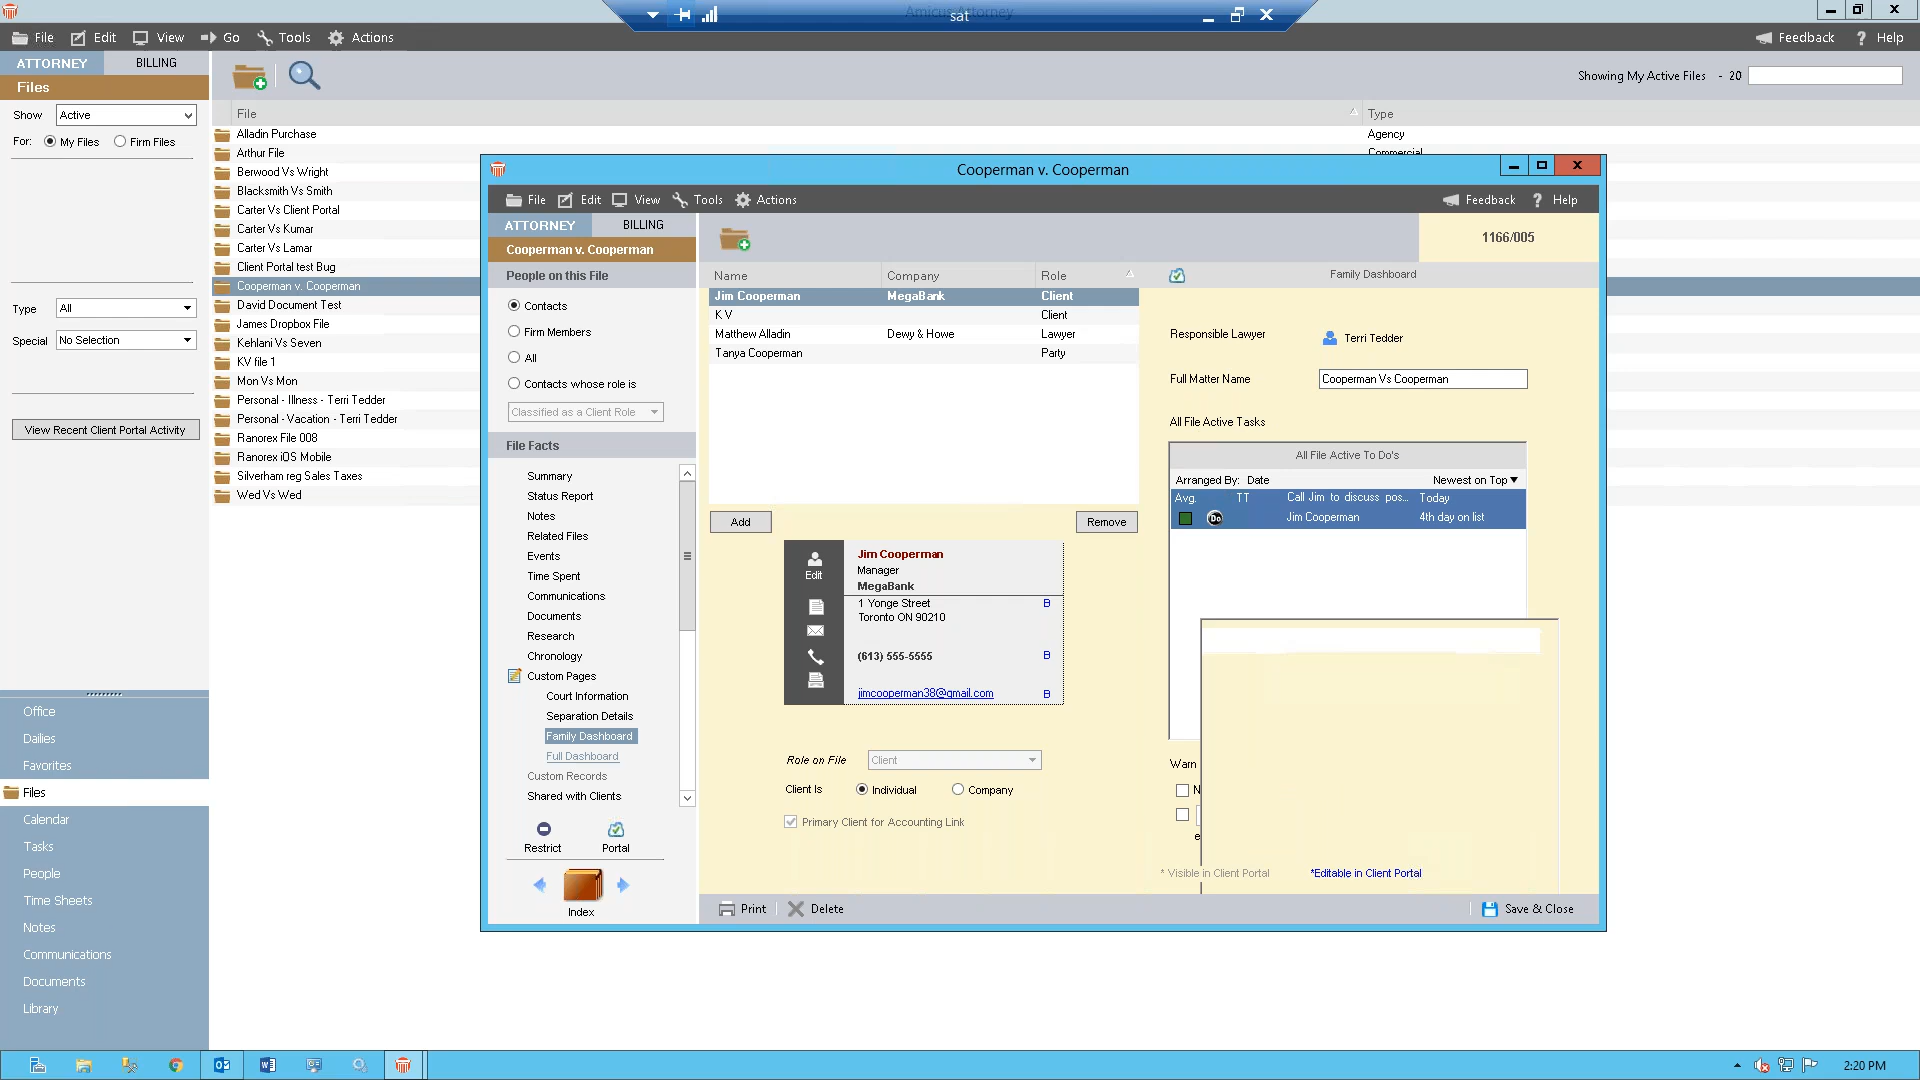 Amicus Attorney
sat
File Edit View Go Tools Actions Feedback ? Help
ATTORNEY BILLING
Files
Show Active
For: My Files Firm Files
Type All
Special No Selection
View Recent Client Portal Activity
Office
Dailies
Favorites
Files
Calendar
Tasks
People
Time Sheets
Notes
Communications
Documents
Library
Showing My Active Files - 20
File Type
Alladin Purchase Agency
Arthur File Commercial
Berwood Vs Wright
Blacksmith Vs Smith
Carter Vs Client Portal
Carter Vs Kumar
Carter Vs Lamar
Client Portal test Bug
Cooperman v. Cooperman
David Document Test
James Dropbox File
Kehlani Vs Seven
KV file 1
Mon Vs Mon
Personal - Illness - Terri Tedder
Personal - Vacation - Terri Tedder
Ranorex File 008
Ranorex iOS Mobile
Silverham reg Sales Taxes
Wed Vs Wed
Cooperman v. Cooperman
File Edit View Tools Actions Feedback ? Help
ATTORNEY BILLING
Cooperman v. Cooperman
People on this File
Contacts
Firm Members
All
Contacts whose role is
Classified as a Client Role
File Facts
Summary
Status Report
Notes
Related Files
Events
Time Spent
Communications
Documents
Research
Chronology
Custom Pages
Court Information
Separation Details
Family Dashboard
Full Dashboard
Custom Records
Shared with Clients
Restrict Portal
Index
1166/005
Name Company Role
Jim Cooperman MegaBank Client
K V Client
Matthew Alladin Dewy & Howe Lawyer
Tanya Cooperman Party
Add Remove
Edit
Jim Cooperman
Manager
MegaBank
1 Yonge Street B
Toronto ON 90210
(613) 555-5555 B
jimcooperman38@gmail.com B
Role on File Client
Client Is Individual Company
Primary Client for Accounting Link
Family Dashboard
Responsible Lawyer Terri Tedder
Full Matter Name Cooperman Vs Cooperman
All File Active Tasks
All File Active To Do's
Arranged By: Date Newest on Top
Avg. TT Call Jim to discuss pos... Today
Do Jim Cooperman 4th day on list
Warn
N
e
* Visible in Client Portal *Editable in Client Portal
Print Delete Save & Close
2:20 PM